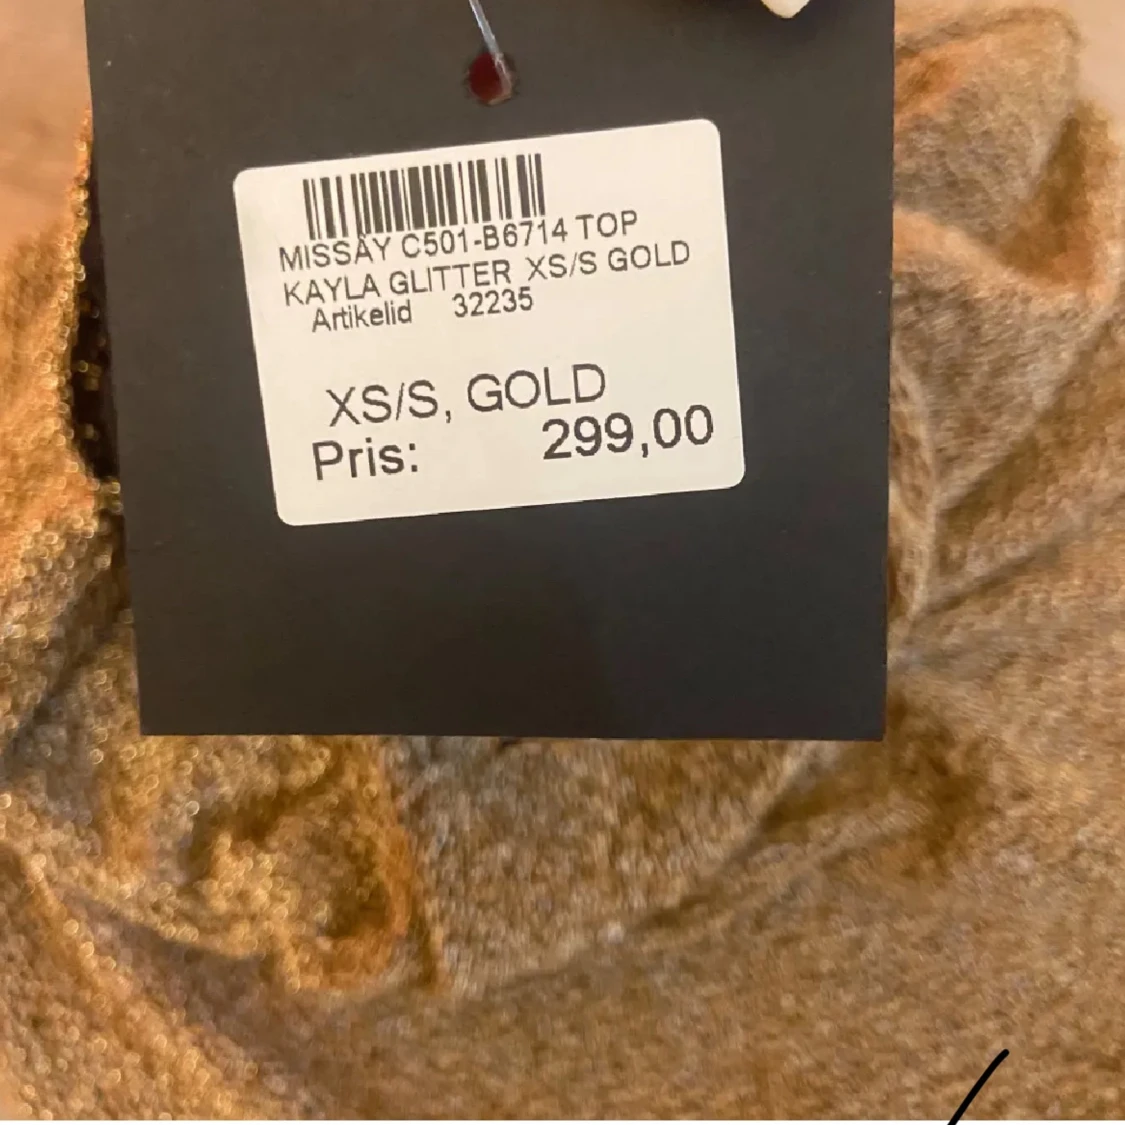 MISSAY C501-B6714 TOP
KAYLA GLITTER XS/S GOLD
Artikelid 32235
XS/S, GOLD
Pris: 299,00